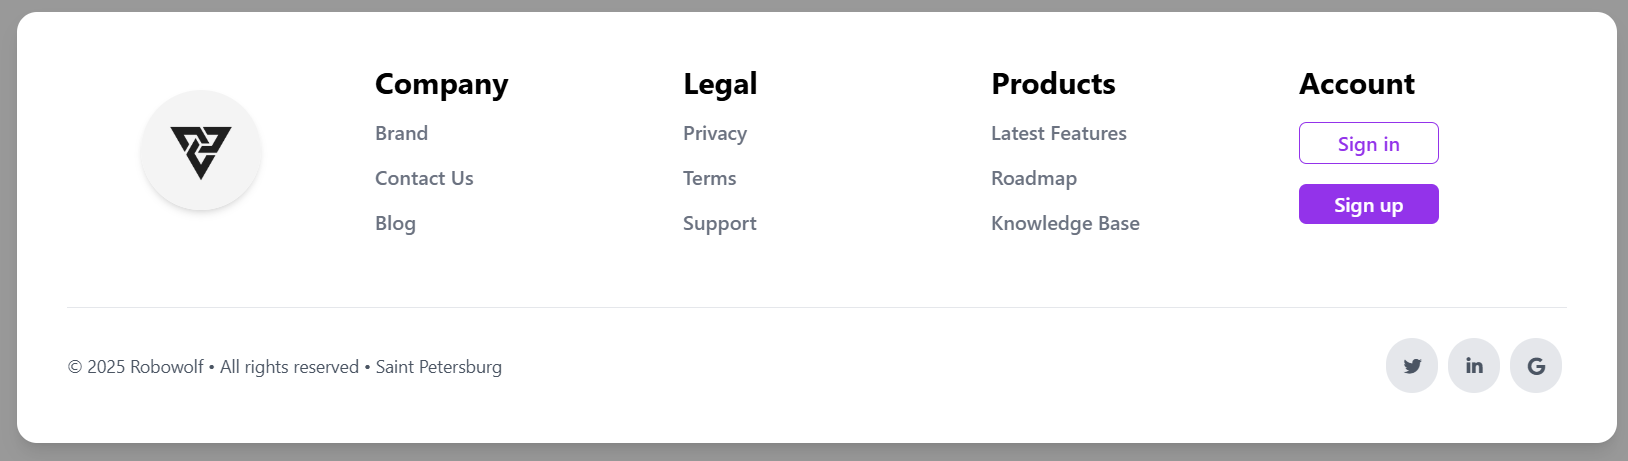 Company
Brand
Contact Us
Blog
Legal
Privacy
Terms
Support
Products
Latest Features
Roadmap
Knowledge Base
Account
Sign in
Sign up
© 2025 Robowolf • All rights reserved • Saint Petersburg